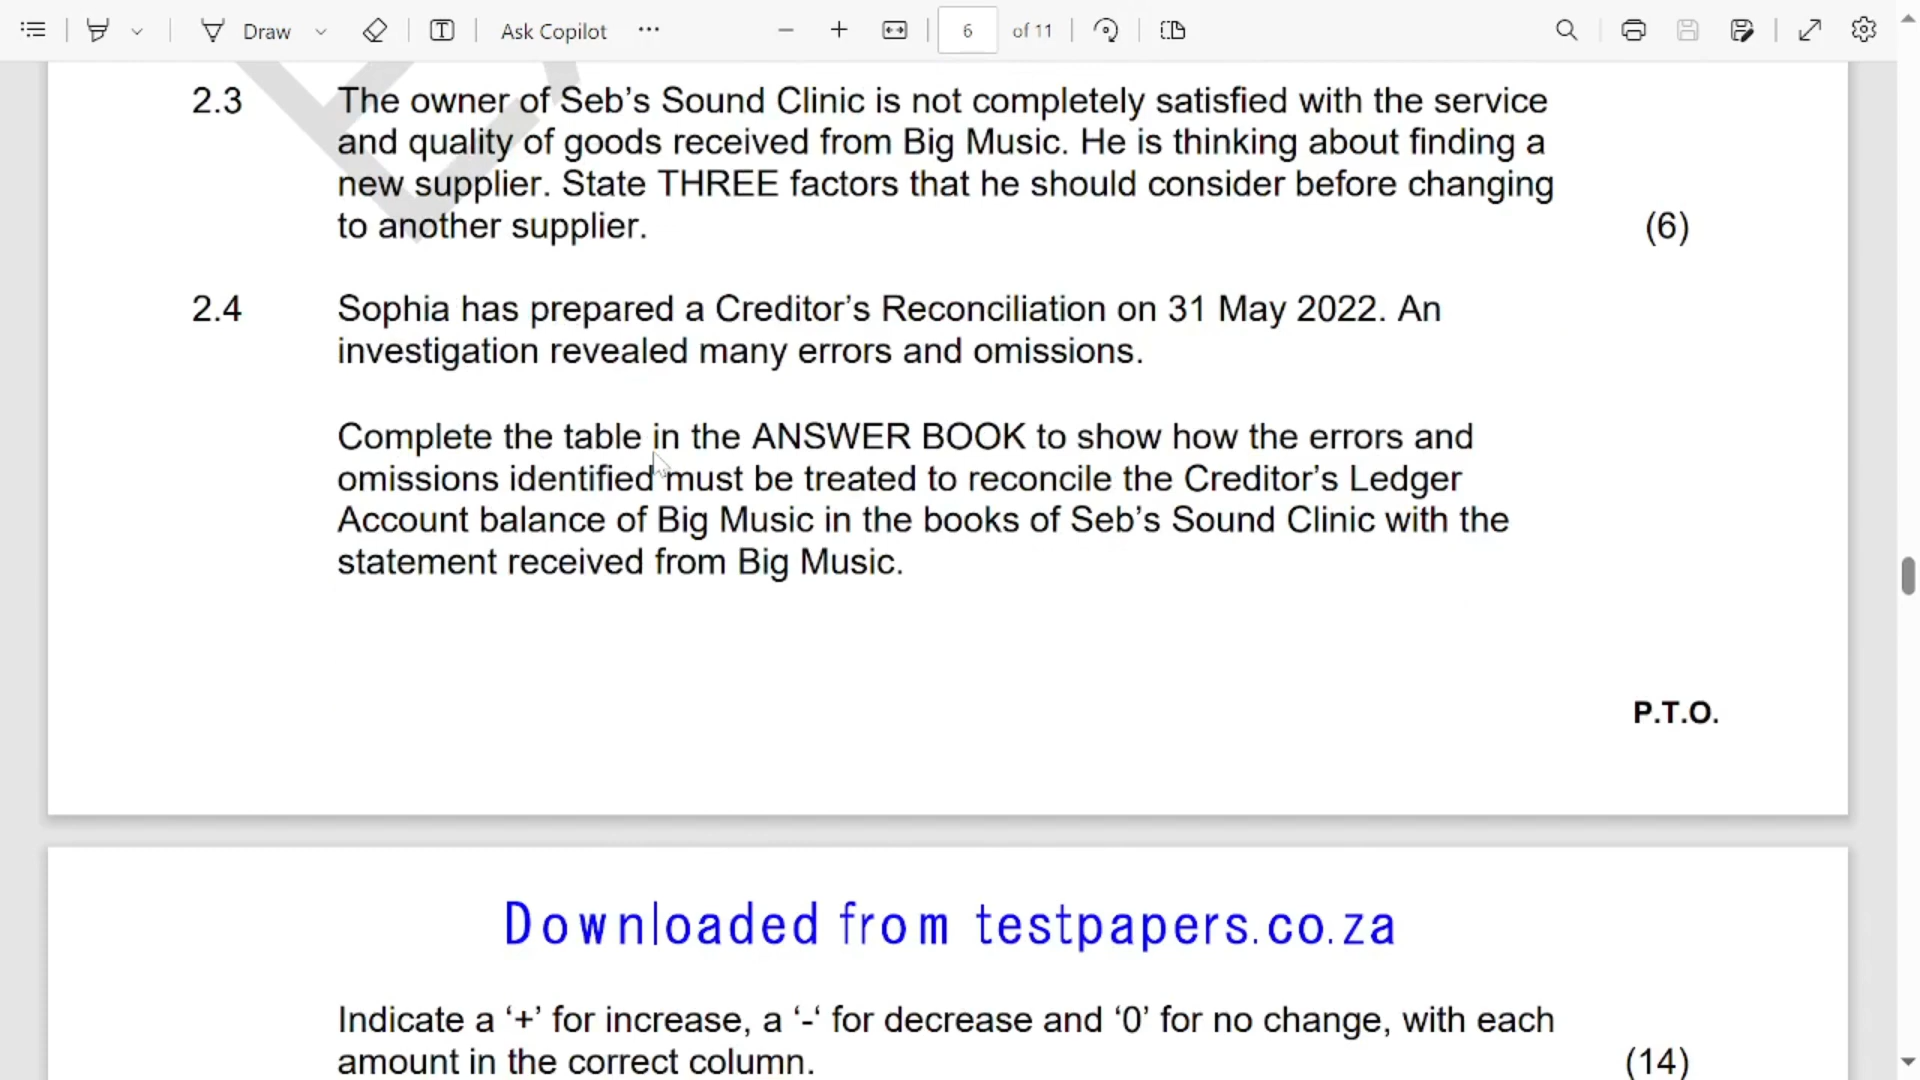 Draw
Ask Copilot
6
of 11
2.3 The owner of Seb's Sound Clinic is not completely satisfied with the service
and quality of goods received from Big Music. He is thinking about finding a
new supplier. State THREE factors that he should consider before changing
to another supplier. (6)
2.4 Sophia has prepared a Creditor's Reconciliation on 31 May 2022. An
investigation revealed many errors and omissions.
Complete the table in the ANSWER BOOK to show how the errors and
omissions identified must be treated to reconcile the Creditor's Ledger
Account balance of Big Music in the books of Seb's Sound Clinic with the
statement received from Big Music.
P.T.O.
Downloaded from testpapers.co.za
Indicate a ‘+’ for increase, a ‘-‘ for decrease and ‘0’ for no change, with each
amount in the correct column. (14)